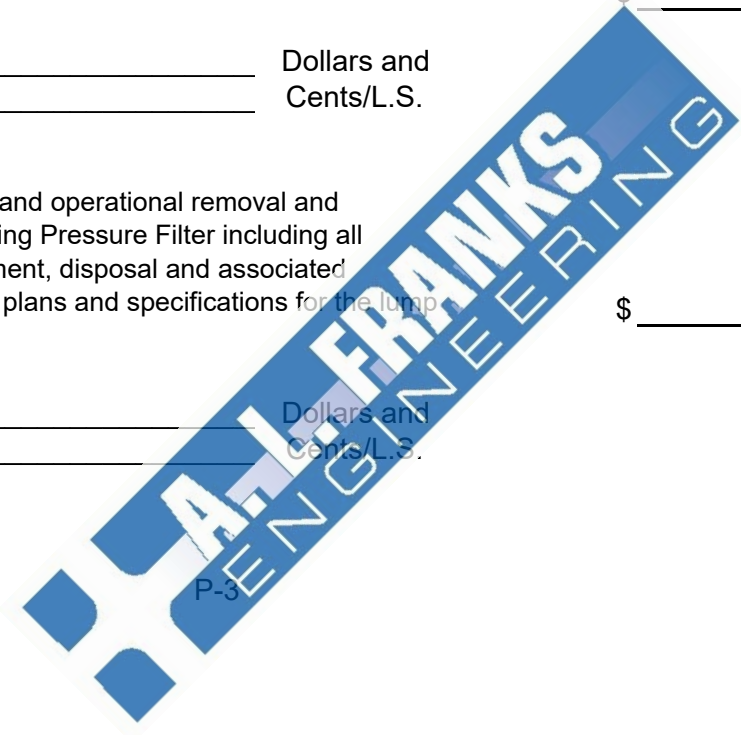 Dollars and
Cents/L.S.
and operational removal and
ing Pressure Filter including all
ment, disposal and associated
plans and specifications for the lump
$
Dollars and
Cents/L.S.
P-3
A. L. FRANKS
ENGINEERING